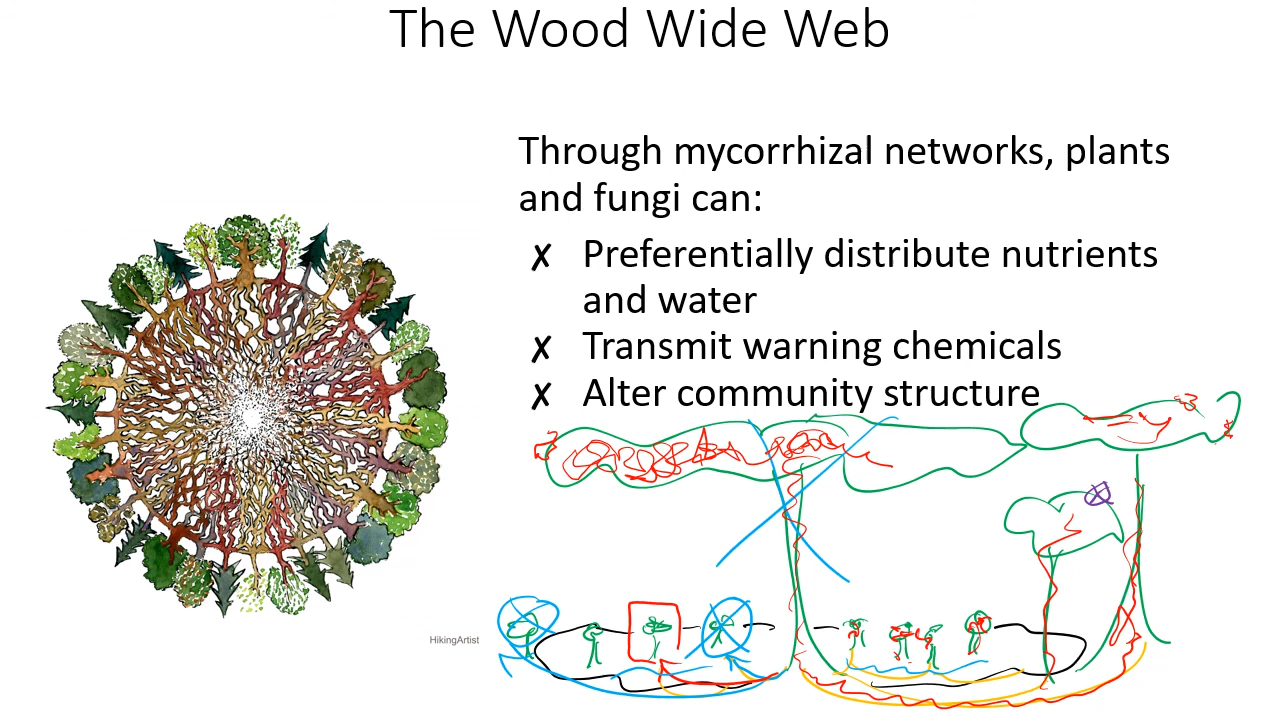 The Wood Wide Web
Through mycorrhizal networks, plants
and fungi can:
✗ Preferentially distribute nutrients
and water
✗ Transmit warning chemicals
✗ Alter community structure
HikingArtist